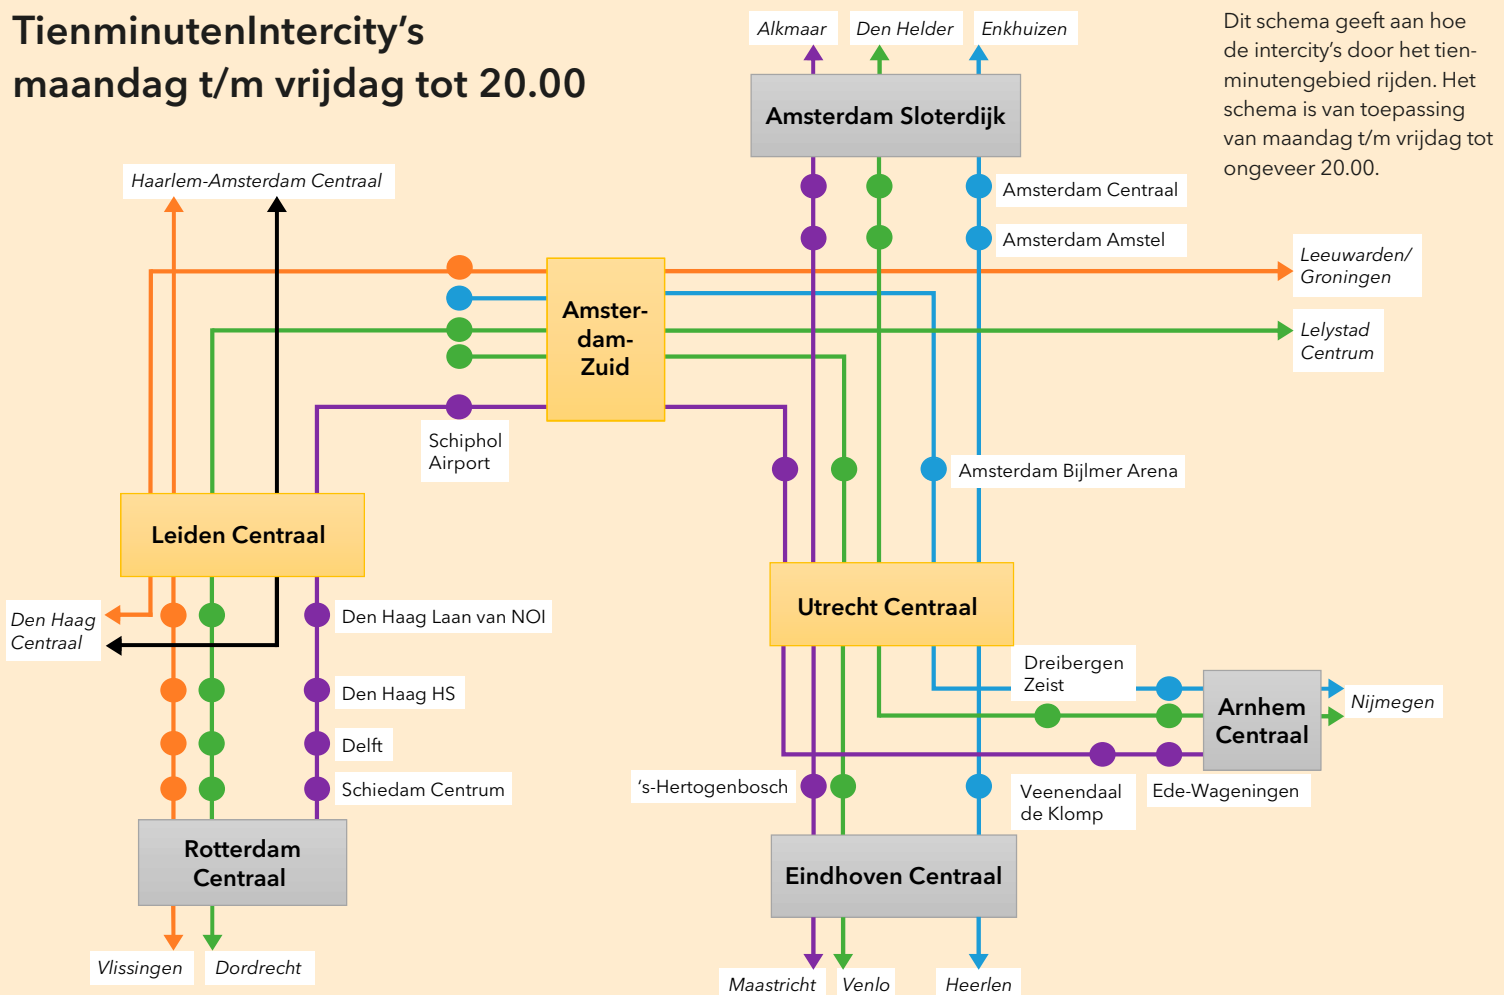 TienminutenIntercity's
maandag t/m vrijdag tot 20.00
Dit schema geeft aan hoe
de intercity's door het tien-
minutengebied rijden. Het
schema is van toepassing
van maandag t/m vrijdag tot
ongeveer 20.00.
Alkmaar
Den Helder
Enkhuizen
Amsterdam Sloterdijk
Haarlem-Amsterdam Centraal
Amsterdam Centraal
Amsterdam Amstel
Leeuwarden/
Groningen
Amster-
dam-
Zuid
Lelystad
Centrum
Schiphol
Airport
Amsterdam Bijlmer Arena
Leiden Centraal
Utrecht Centraal
Den Haag
Centraal
Den Haag Laan van NOI
Den Haag HS
Delft
Schiedam Centrum
Dreibergen
Zeist
Arnhem
Centraal
Nijmegen
's-Hertogenbosch
Veenendaal
de Klomp
Ede-Wageningen
Rotterdam
Centraal
Eindhoven Centraal
Vlissingen
Dordrecht
Maastricht
Venlo
Heerlen